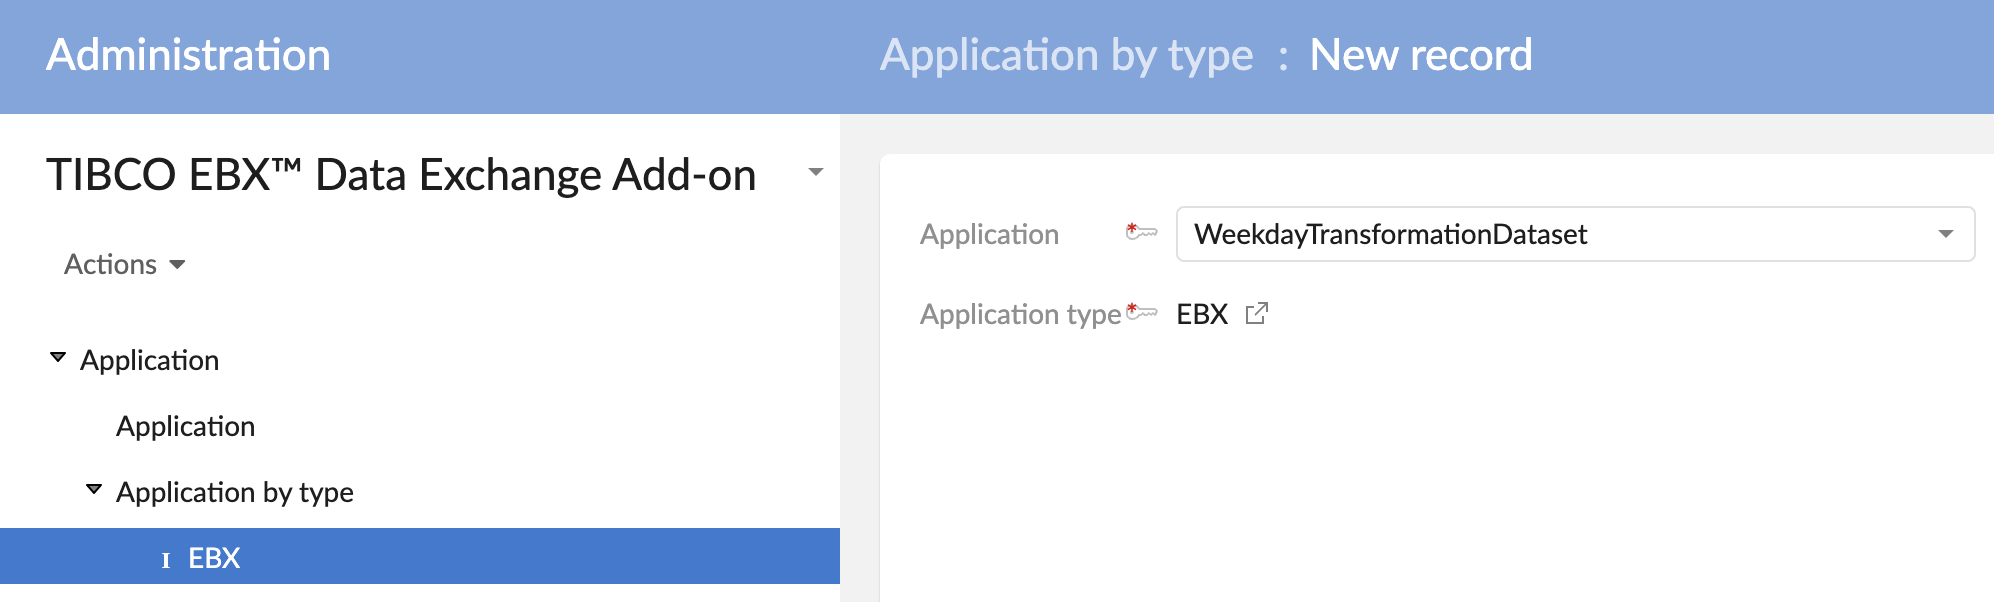 Administration
Application by type : New record
TIBCO EBX™ Data Exchange Add-on
Actions
Application
Application
Application by type
I EBX
Application WeekdayTransformationDataset
Application type EBX